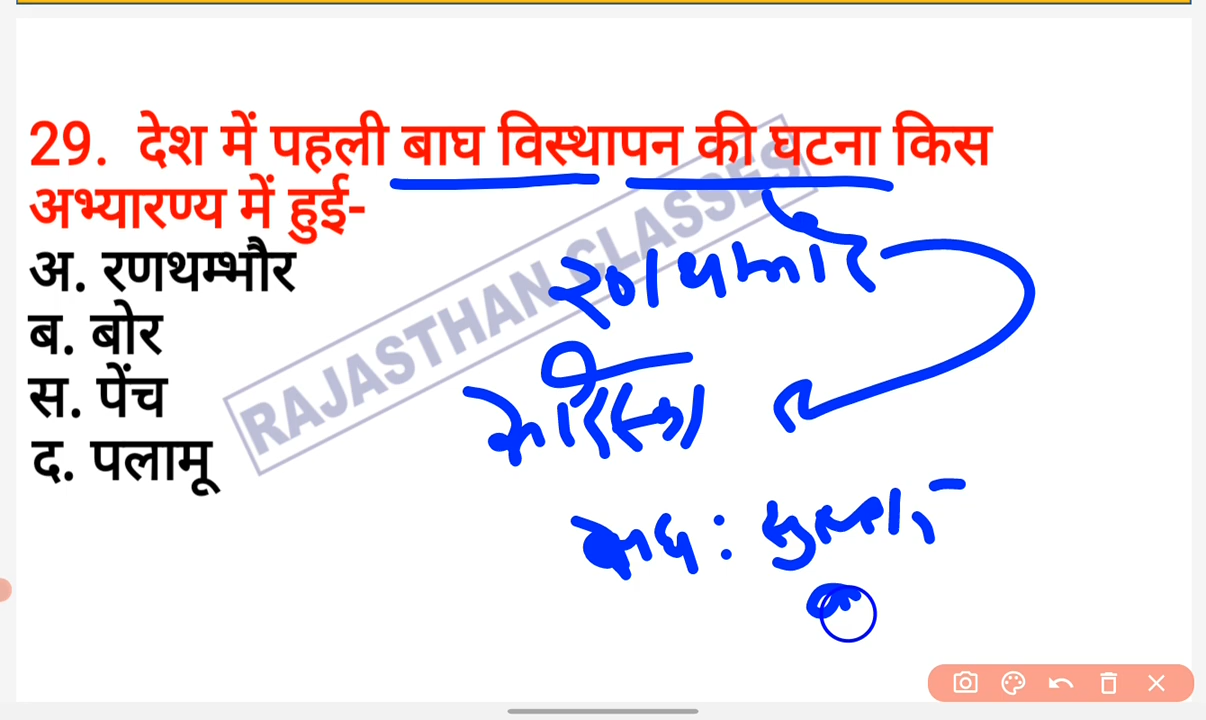 29. देश में पहली बाघ विस्थापन की घटना किस
अभ्यारण्य में हुई-
अ. रणथम्भौर
ब. बोर
स. पेंच
द. पलामू
RAJASTHAN CLASSES
रणथम्भोर
सरिस्का